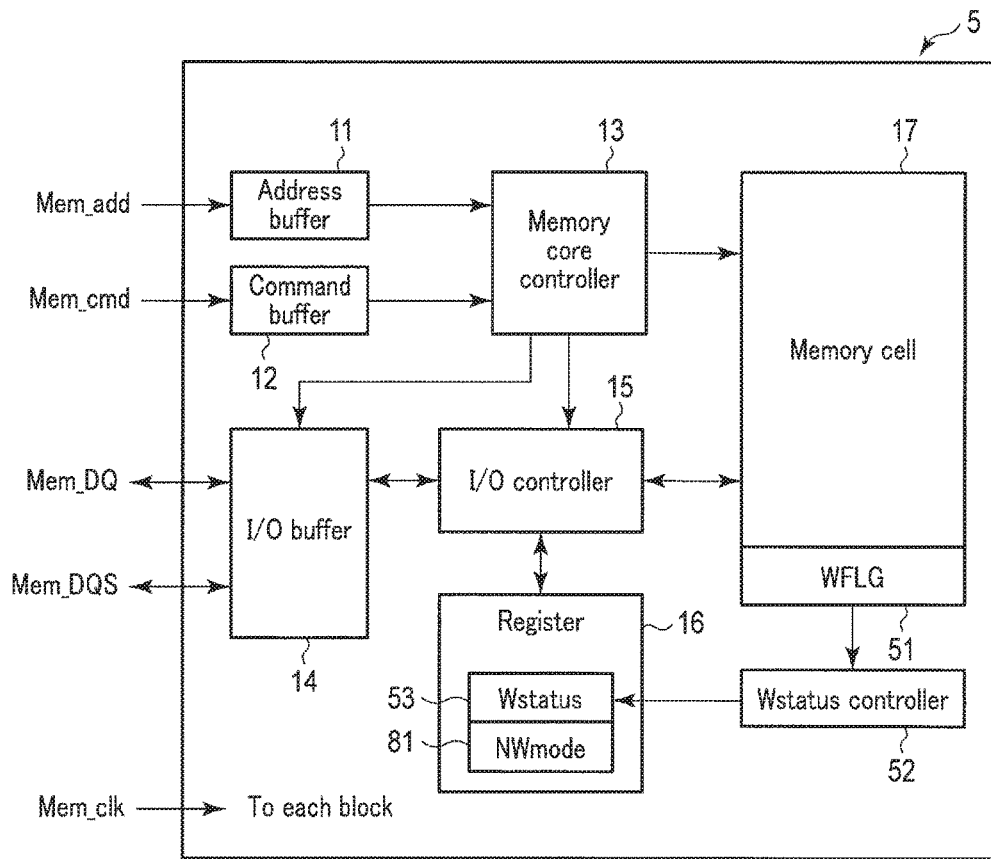 5
11
13
17
Mem_add
Address
buffer
Memory
core
controller
Mem_cmd
Command
buffer
Memory cell
12
15
Mem_DQ
I/O buffer
I/O controller
Mem_DQS
WFLG
Register
16
51
14
53
Wstatus
Wstatus controller
81
NWmode
52
Mem_clk
To each block